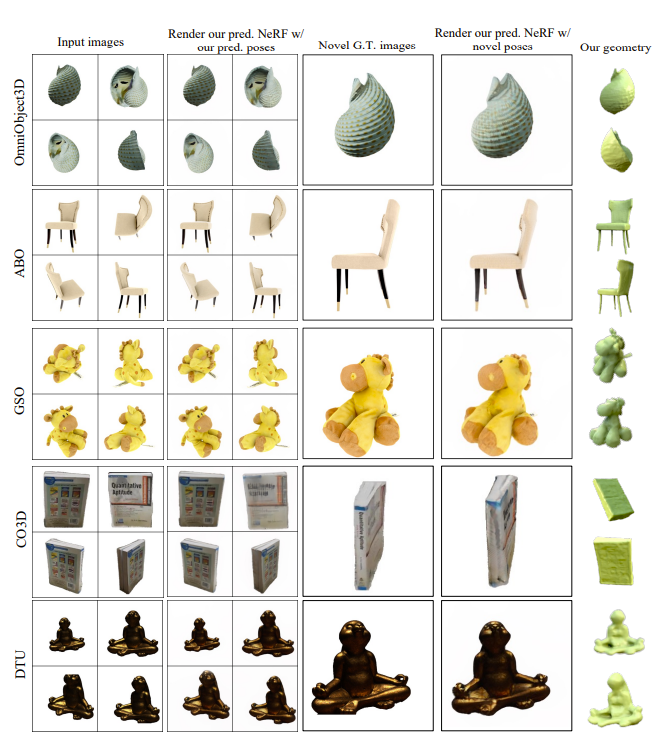 Input images
Render our pred. NeRF w/
our pred. poses
Novel G.T. images
Render our pred. NeRF w/
novel poses
Our geometry
OmniObject3D
ABO
GSO
CO3D
Quantitative
Aptitude
DTU